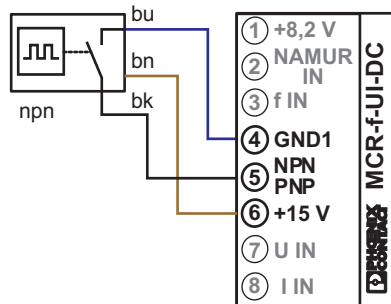 bu
bn
bk
npn
1 +8,2 V
2 NAMUR
IN
3 f IN
4 GND1
5 NPN
PNP
6 +15 V
7 U IN
8 I IN
MCR-f-UI-DC
PHŒNIX
CONTACT